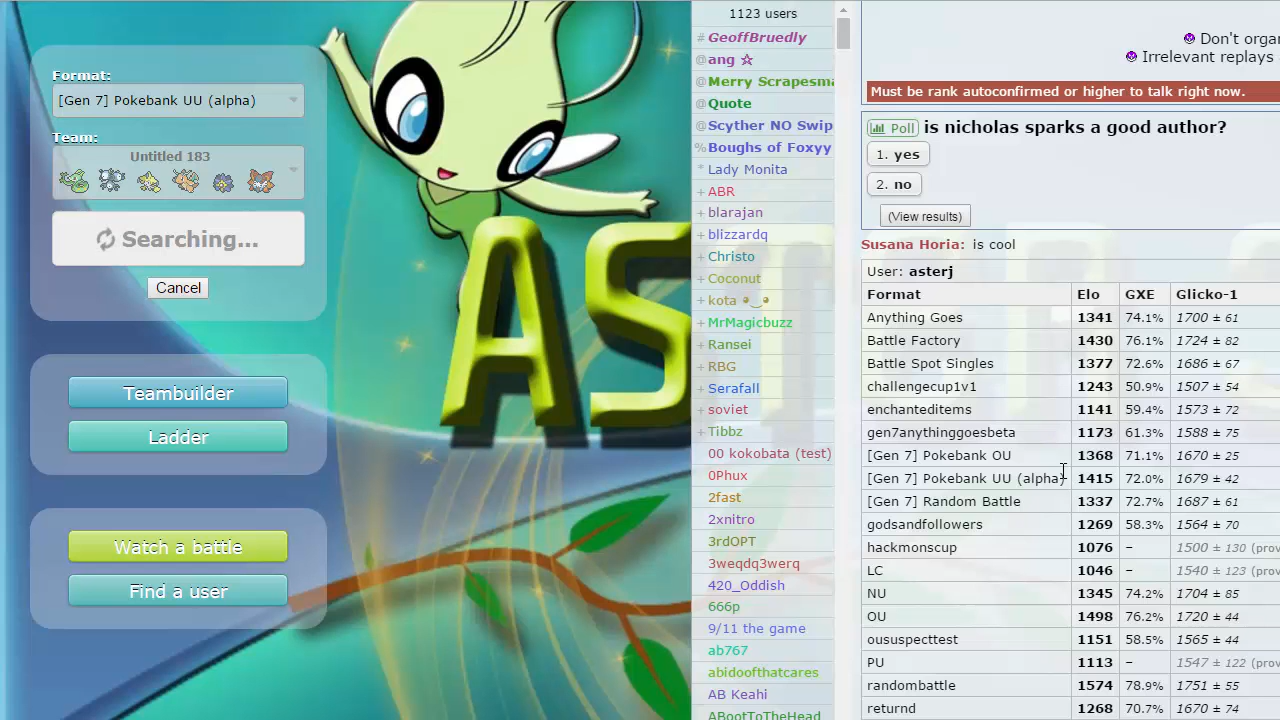 Format:
[Gen 7] Pokebank UU (alpha)
Team:
Untitled 183
Searching...
Cancel
Teambuilder
Ladder
Watch a battle
Find a user
AS
1123 users
# GeoffBruedly
@ ang ☆
@ Merry Scrapesma
@ Quote
@ Scyther NO Swip
% Boughs of Foxyy
* Lady Monita
+ ABR
+ blarajan
+ blizzardq
+ Christo
+ Coconut
+ kota
+ MrMagicbuzz
+ Ransei
+ RBG
+ Serafall
+ soviet
+ Tibbz
00 kokobata (test)
0Phux
2fast
2xnitro
3rdOPT
3weqdq3werq
420_Oddish
666p
9/11 the game
ab767
abidoofthatcares
AB Keahi
ABootToTheHead
Don't organ
Irrelevant replays
Must be rank autoconfirmed or higher to talk right now.
Poll is nicholas sparks a good author?
1. yes
2. no
(View results)
Susana Horia: is cool
User: asterj
Format Elo GXE Glicko-1
Anything Goes 1341 74.1% 1700 ± 61
Battle Factory 1430 76.1% 1724 ± 82
Battle Spot Singles 1377 72.6% 1686 ± 67
challengecup1v1 1243 50.9% 1507 ± 54
enchanteditems 1141 59.4% 1573 ± 72
gen7anythinggoesbeta 1173 61.3% 1588 ± 75
[Gen 7] Pokebank OU 1368 71.1% 1670 ± 25
[Gen 7] Pokebank UU (alpha) 1415 72.0% 1679 ± 42
[Gen 7] Random Battle 1337 72.7% 1687 ± 61
godsandfollowers 1269 58.3% 1564 ± 70
hackmonscup 1076 – 1500 ± 130 (prov
LC 1046 – 1540 ± 123 (prov
NU 1345 74.2% 1704 ± 85
OU 1498 76.2% 1720 ± 44
oususpecttest 1151 58.5% 1565 ± 44
PU 1113 – 1547 ± 122 (prov
randombattle 1574 78.9% 1751 ± 55
returnd 1268 70.7% 1670 ± 74